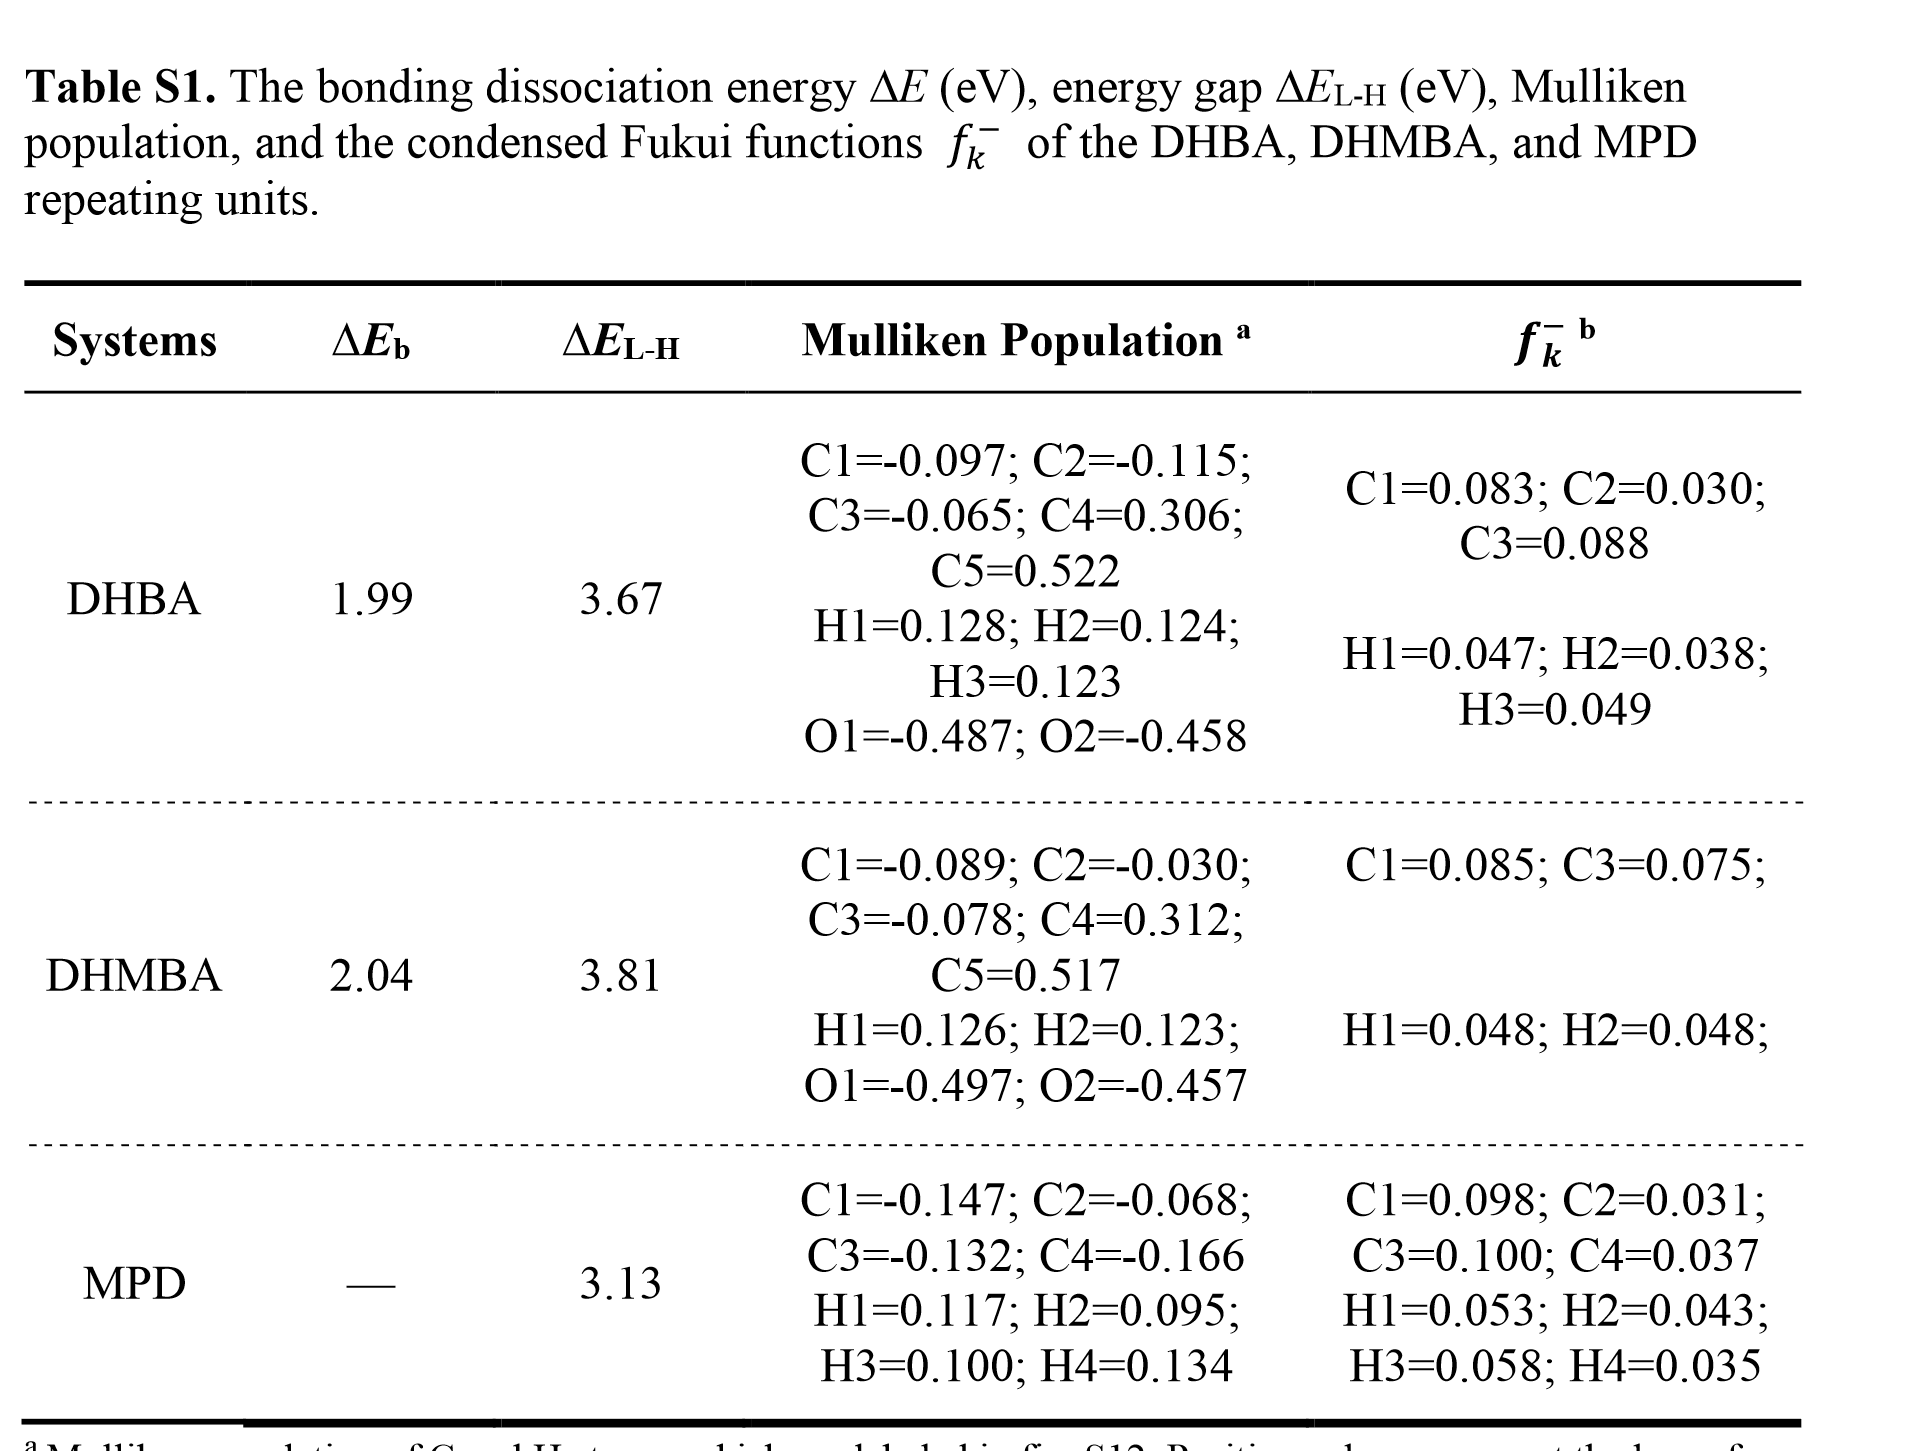 Table S1. The bonding dissociation energy ΔE (eV), energy gap ΔE_L-H (eV), Mulliken
population, and the condensed Fukui functions f_k^− of the DHBA, DHMBA, and MPD
repeating units.
Systems ΔE_b ΔE_L-H Mulliken Population ^a f_k^− ^b
DHBA 1.99 3.67
C1=-0.097; C2=-0.115;
C3=-0.065; C4=0.306;
C5=0.522
H1=0.128; H2=0.124;
H3=0.123
O1=-0.487; O2=-0.458
C1=0.083; C2=0.030;
C3=0.088
H1=0.047; H2=0.038;
H3=0.049
DHMBA 2.04 3.81
C1=-0.089; C2=-0.030;
C3=-0.078; C4=0.312;
C5=0.517
H1=0.126; H2=0.123;
O1=-0.497; O2=-0.457
C1=0.085; C3=0.075;
H1=0.048; H2=0.048;
MPD — 3.13
C1=-0.147; C2=-0.068;
C3=-0.132; C4=-0.166
H1=0.117; H2=0.095;
H3=0.100; H4=0.134
C1=0.098; C2=0.031;
C3=0.100; C4=0.037
H1=0.053; H2=0.043;
H3=0.058; H4=0.035